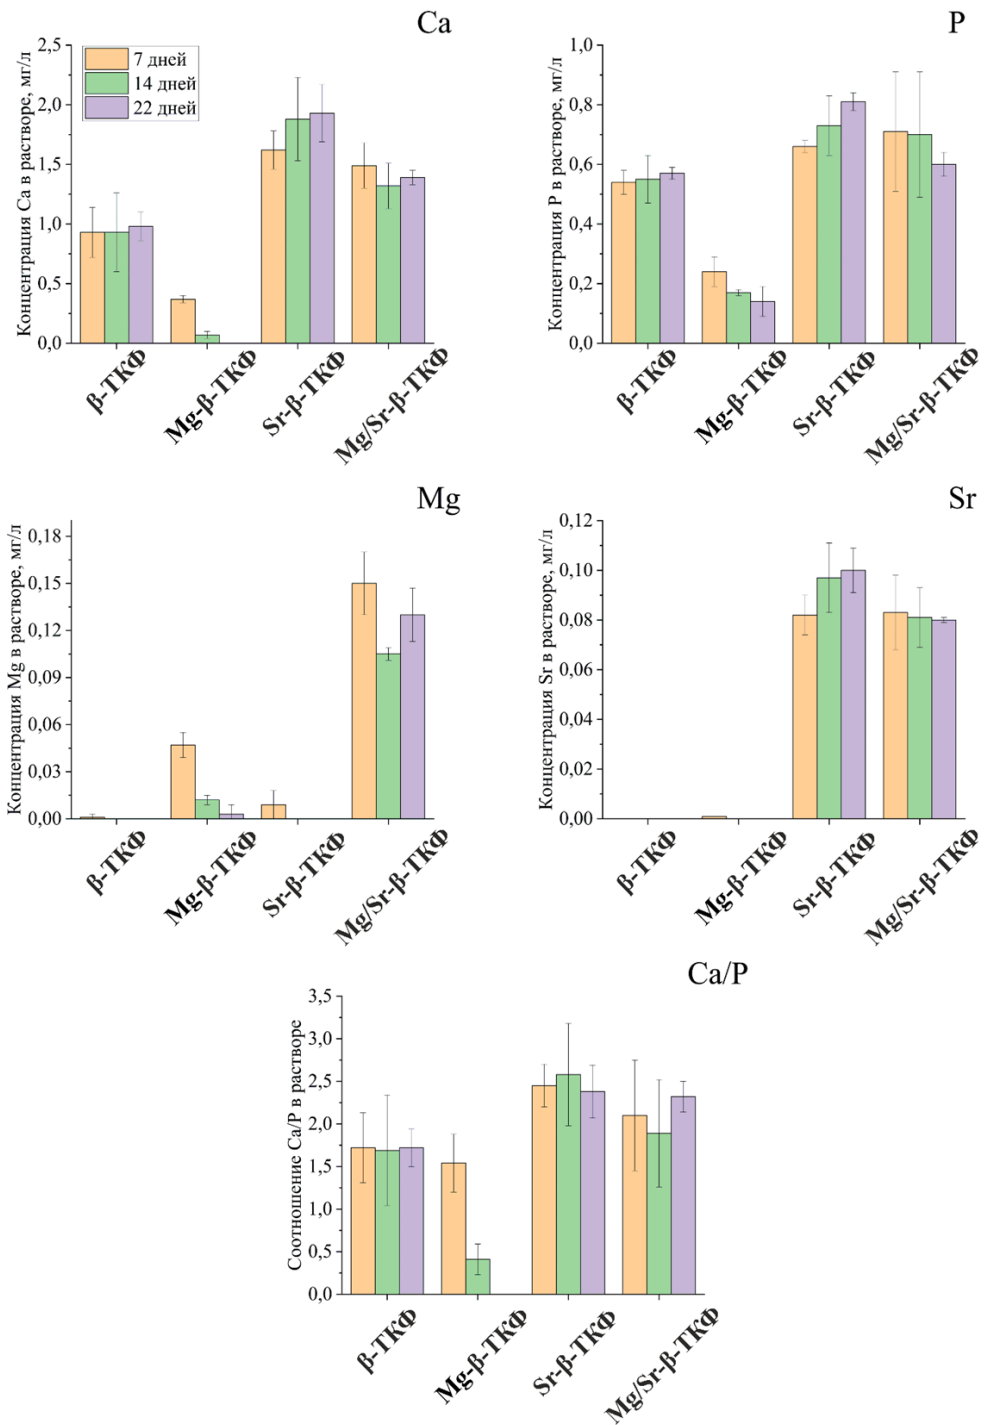 Ca
Концентрация Ca в растворе, мг/л
2,5
2,0
1,5
1,0
0,5
0,0
7 дней
14 дней
22 дней
β-ТКФ
Mg-β-ТКФ
Sr-β-ТКФ
Mg/Sr-β-ТКФ
P
Концентрация P в растворе, мг/л
1,0
0,8
0,6
0,4
0,2
0,0
β-ТКФ
Mg-β-ТКФ
Sr-β-ТКФ
Mg/Sr-β-ТКФ
Mg
Концентрация Mg в растворе, мг/л
0,18
0,15
0,12
0,09
0,06
0,03
0,00
β-ТКФ
Mg-β-ТКФ
Sr-β-ТКФ
Mg/Sr-β-ТКФ
Sr
Концентрация Sr в растворе, мг/л
0,12
0,10
0,08
0,06
0,04
0,02
0,00
β-ТКФ
Mg-β-ТКФ
Sr-β-ТКФ
Mg/Sr-β-ТКФ
Ca/P
Соотношение Ca/P в растворе
3,5
3,0
2,5
2,0
1,5
1,0
0,5
0,0
β-ТКФ
Mg-β-ТКФ
Sr-β-ТКФ
Mg/Sr-β-ТКФ